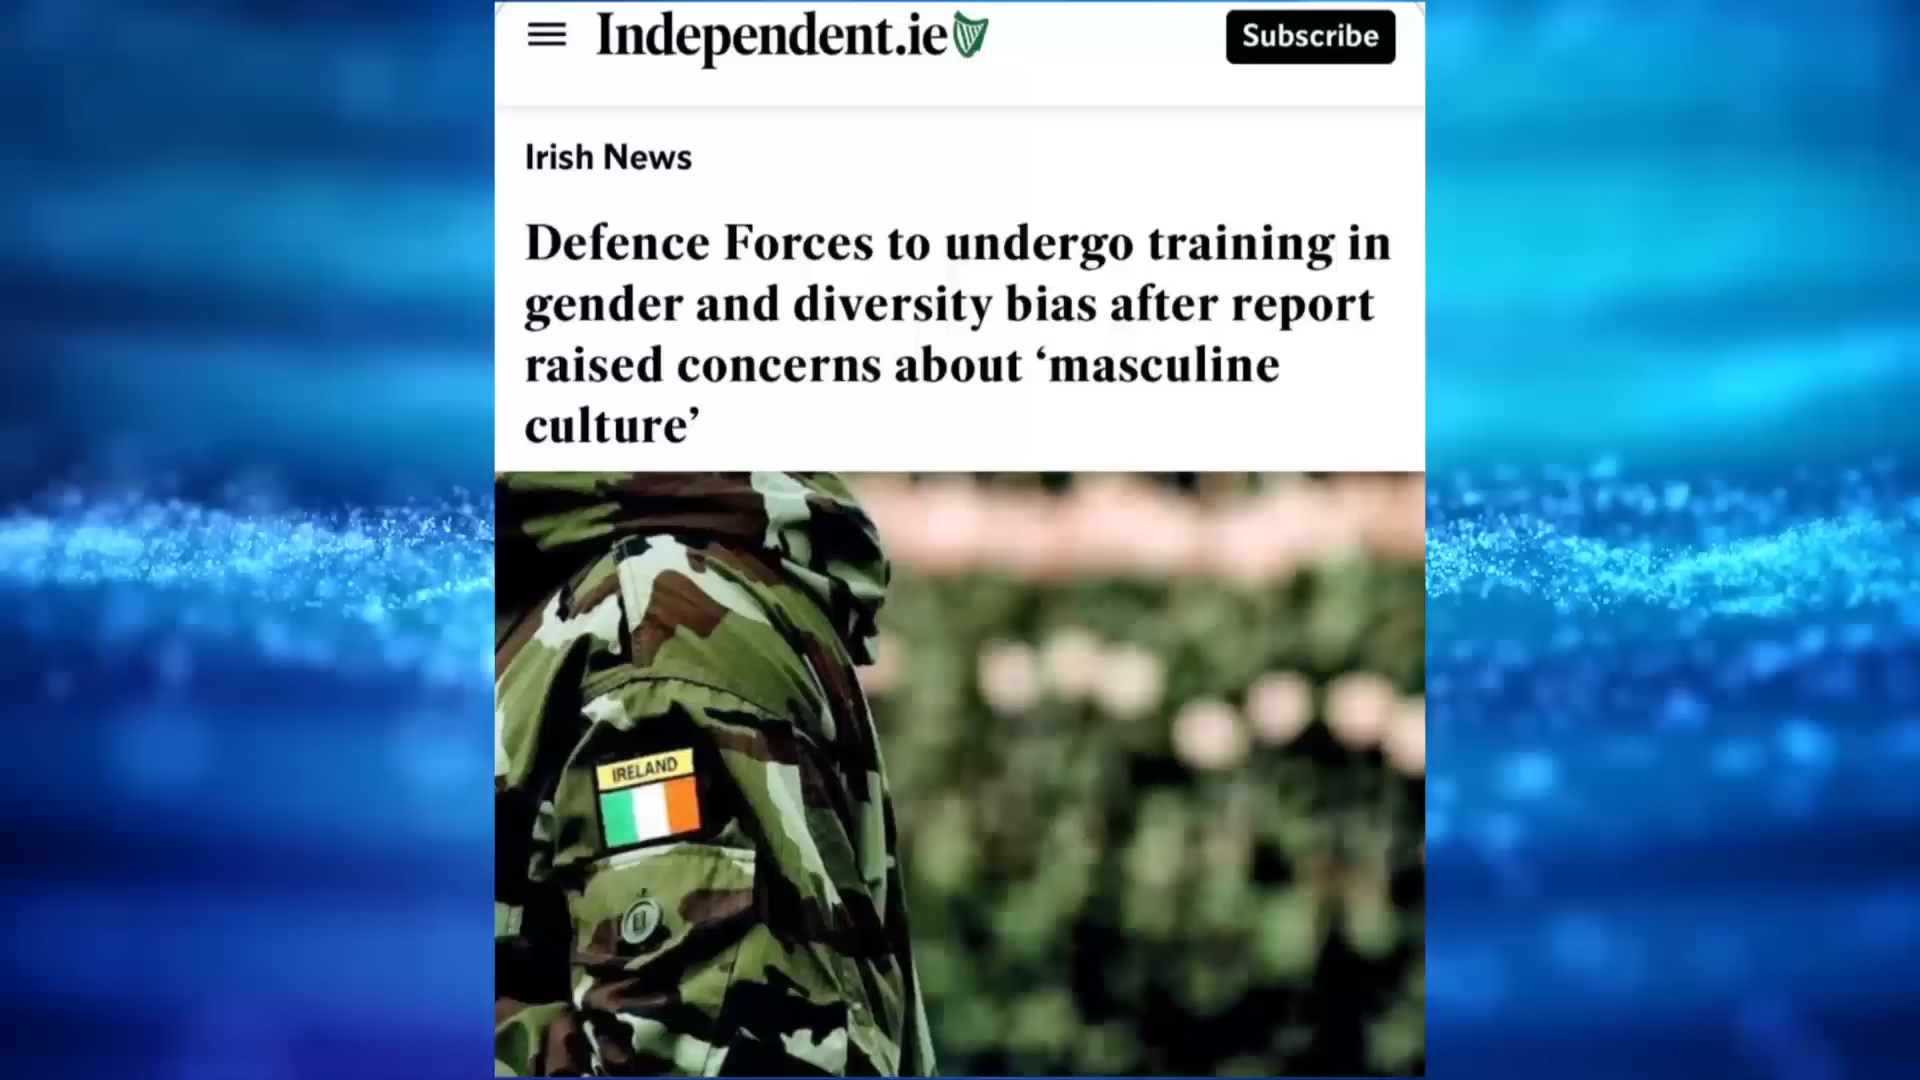 Independent.ie
Subscribe
Irish News
Defence Forces to undergo training in
gender and diversity bias after report
raised concerns about ‘masculine
culture’
IRELAND